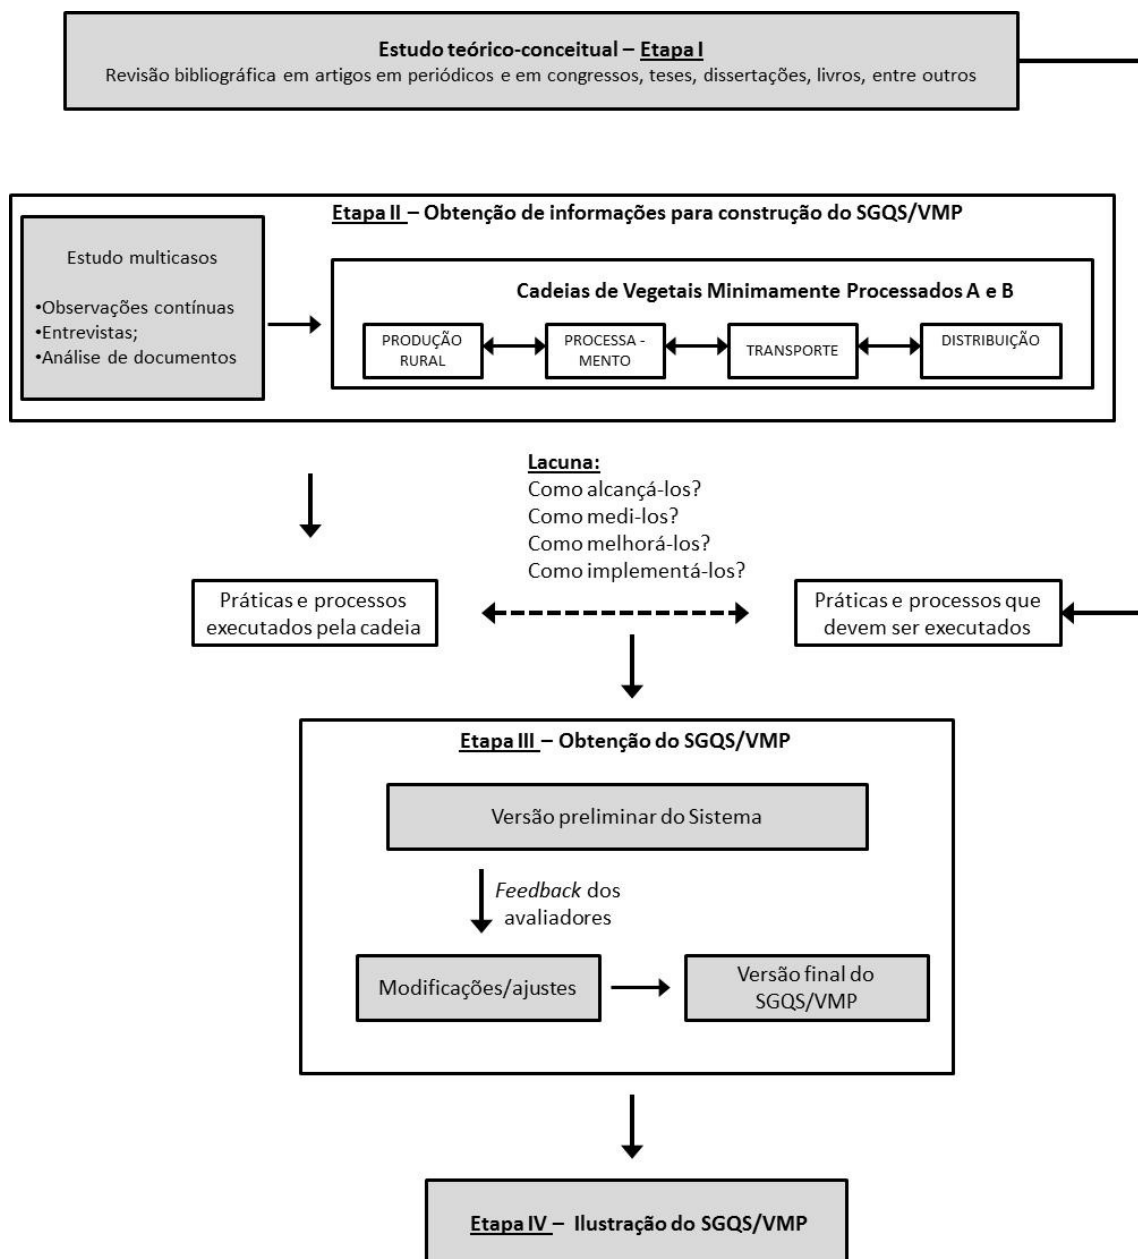 Estudo teórico-conceitual – Etapa I
Revisão bibliográfica em artigos em periódicos e em congressos, teses, dissertações, livros, entre outros
Etapa II – Obtenção de informações para construção do SGQS/VMP
Estudo multicasos
•Observações contínuas
•Entrevistas;
•Análise de documentos
Cadeias de Vegetais Minimamente Processados A e B
PRODUÇÃO
RURAL
PROCESSA -
MENTO
TRANSPORTE
DISTRIBUIÇÃO
Lacuna:
Como alcançá-los?
Como medi-los?
Como melhorá-los?
Como implementá-los?
Práticas e processos
executados pela cadeia
Práticas e processos que
devem ser executados
Etapa III – Obtenção do SGQS/VMP
Versão preliminar do Sistema
Feedback dos
avaliadores
Modificações/ajustes
Versão final do
SGQS/VMP
Etapa IV – Ilustração do SGQS/VMP